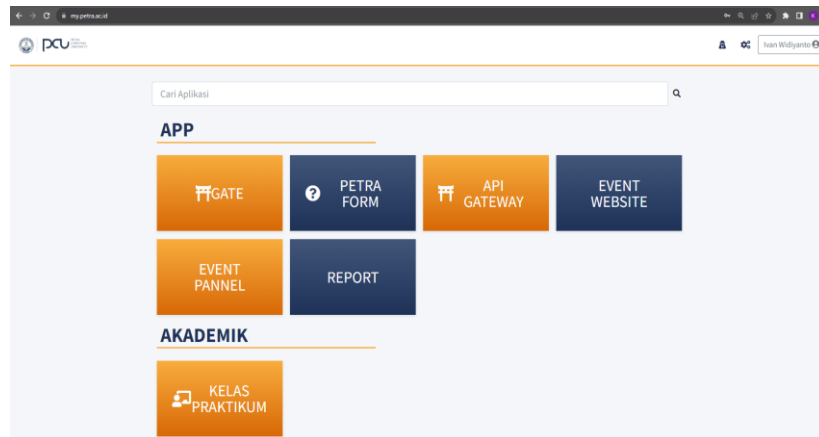 my.petra.ac.id
PCU
Ivan Widiyanto
Cari Aplikasi
APP
GATE
PETRA
FORM
API
GATEWAY
EVENT
WEBSITE
EVENT
PANNEL
REPORT
AKADEMIK
KELAS
PRAKTIKUM